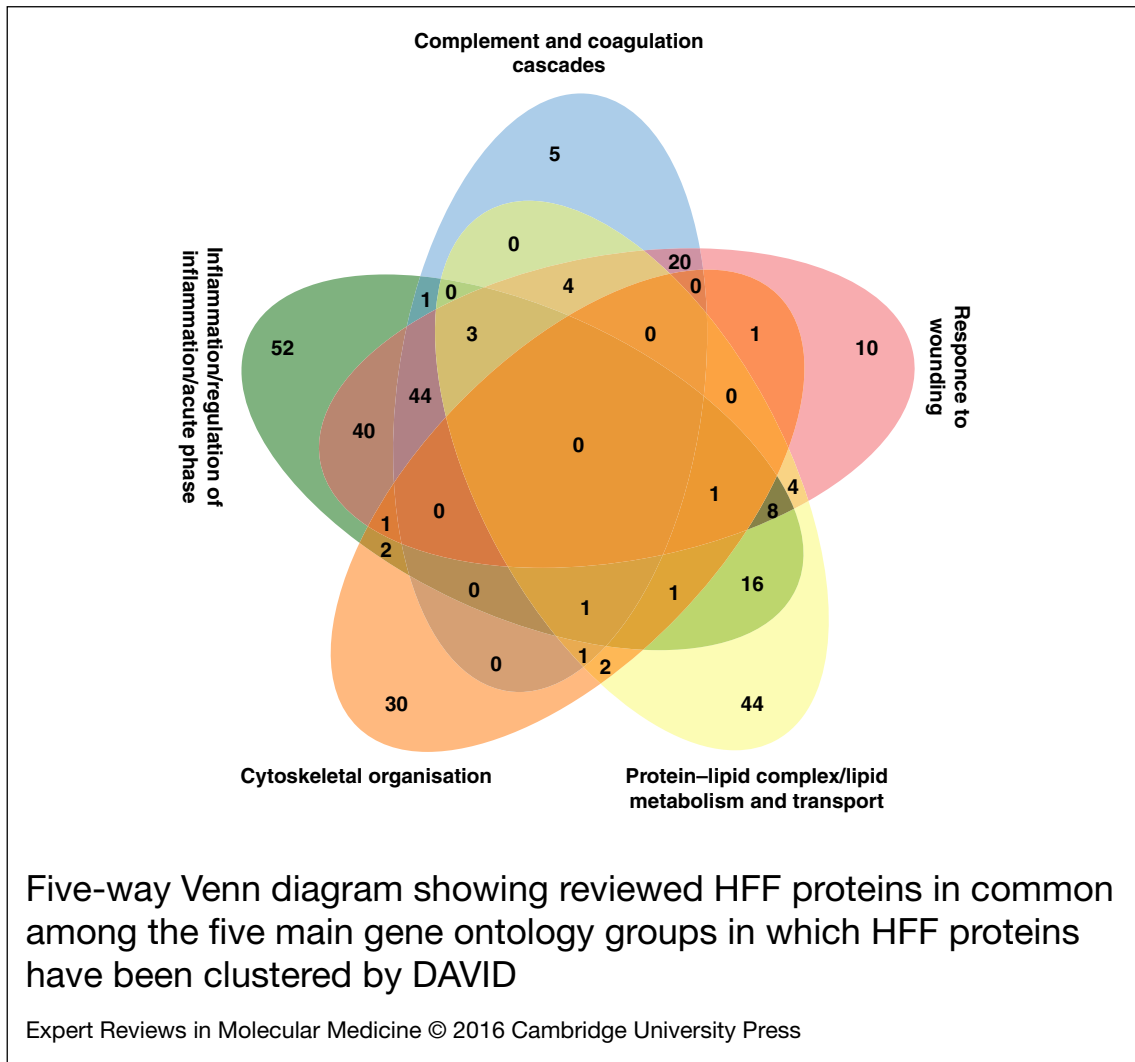 Complement and coagulation
cascades
5
0
20
0
4
1
0
3
0
1
10
52
Inflammation/regulation of
inflammation/acute phase
Responce to
wounding
44
0
40
0
1
4
8
0
1
2
0
1
1
16
0
1
2
30
44
Cytoskeletal organisation
Protein–lipid complex/lipid
metabolism and transport
Five-way Venn diagram showing reviewed HFF proteins in common
among the five main gene ontology groups in which HFF proteins
have been clustered by DAVID
Expert Reviews in Molecular Medicine © 2016 Cambridge University Press